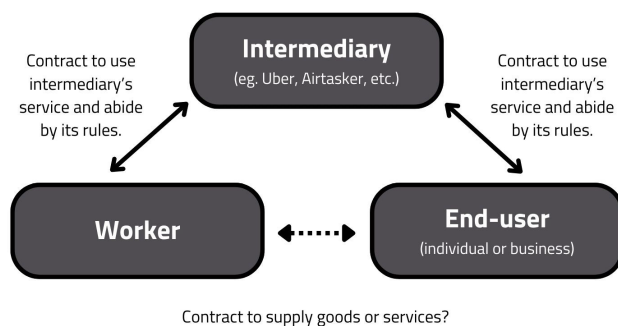 Intermediary
(eg. Uber, Airtasker, etc.)
Contract to use
intermediary's
service and abide
by its rules.
Contract to use
intermediary's
service and abide
by its rules.
Worker
End-user
(individual or business)
Contract to supply goods or services?